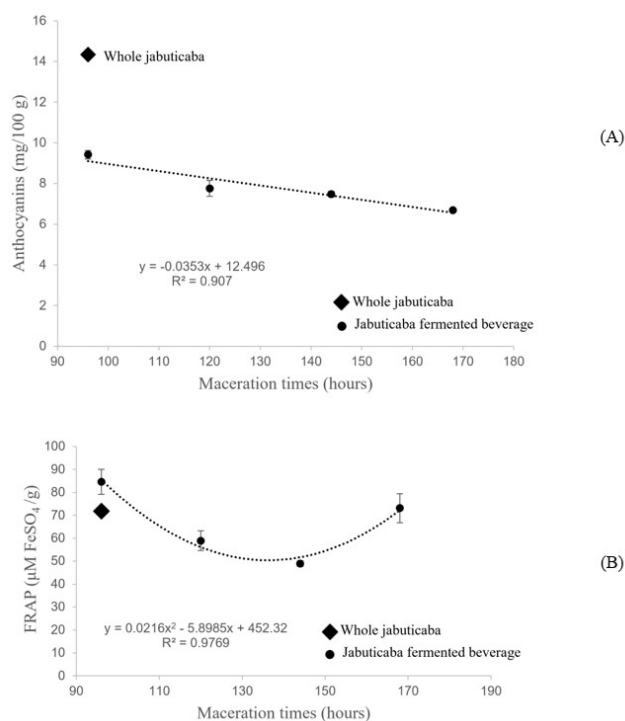 16
14
12
10
8
6
4
2
0
Anthocyanins (mg/100 g)
Whole jabuticaba
y = -0.0353x + 12.496
R² = 0.907
Whole jabuticaba
Jabuticaba fermented beverage
90 100 110 120 130 140 150 160 170 180
Maceration times (hours)
(A)
100
90
80
70
60
50
40
30
20
10
0
FRAP (µM FeSO₄/g)
y = 0.0216x² - 5.8985x + 452.32
R² = 0.9769
Whole jabuticaba
Jabuticaba fermented beverage
90 110 130 150 170 190
Maceration times (hours)
(B)